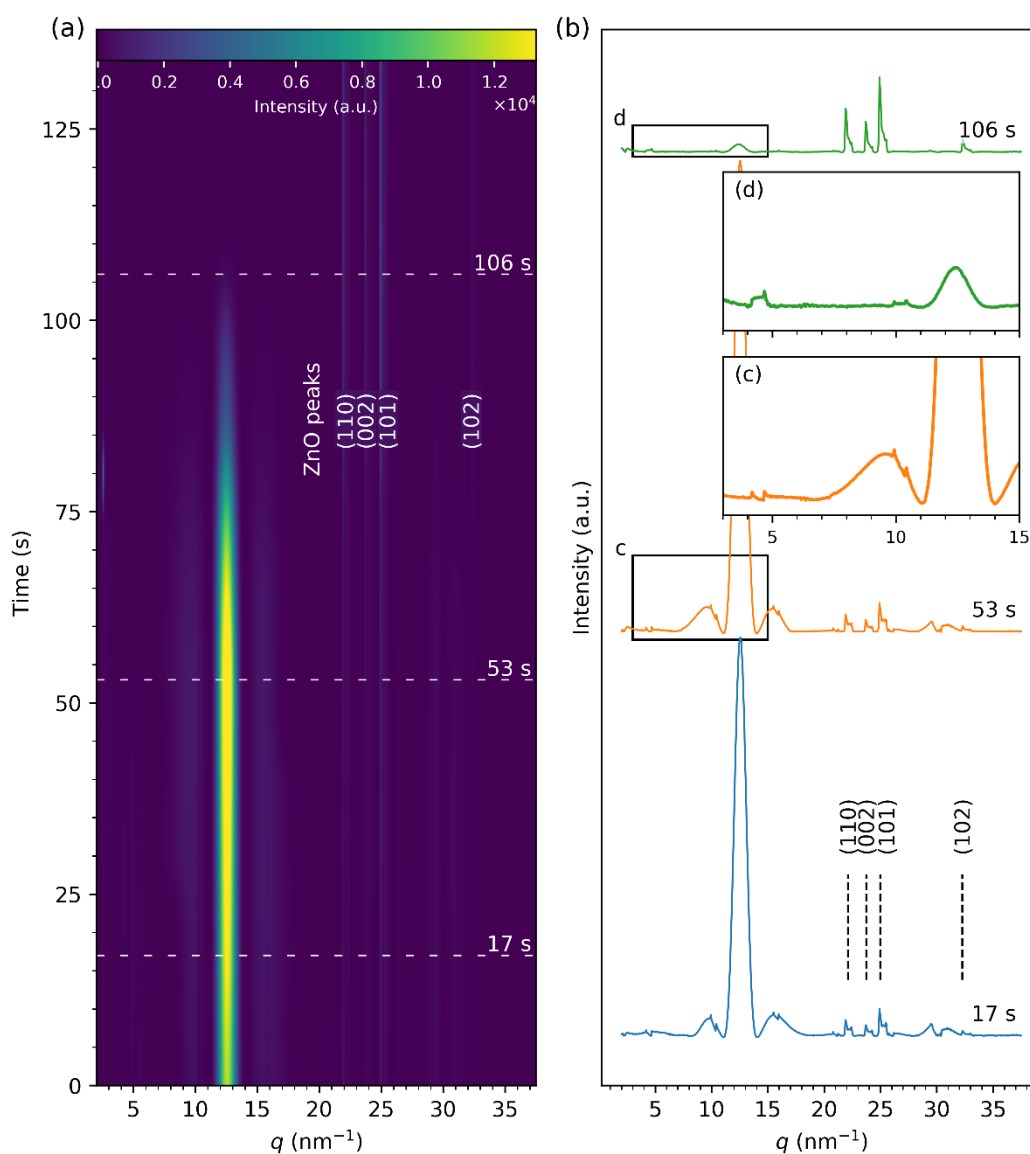 (a)
.0 0.2 0.4 0.6 0.8 1.0 1.2
Intensity (a.u.)
×10⁴
125
106 s
100
ZnO peaks
(110)
(002)
(101)
(102)
75
Time (s)
53 s
50
25
17 s
0
5 10 15 20 25 30 35
q (nm⁻¹)
(b)
d
106 s
(d)
(c)
5 10 15
Intensity (a.u.)
c
53 s
(110)
(002)
(101)
(102)
17 s
5 10 15 20 25 30 35
q (nm⁻¹)